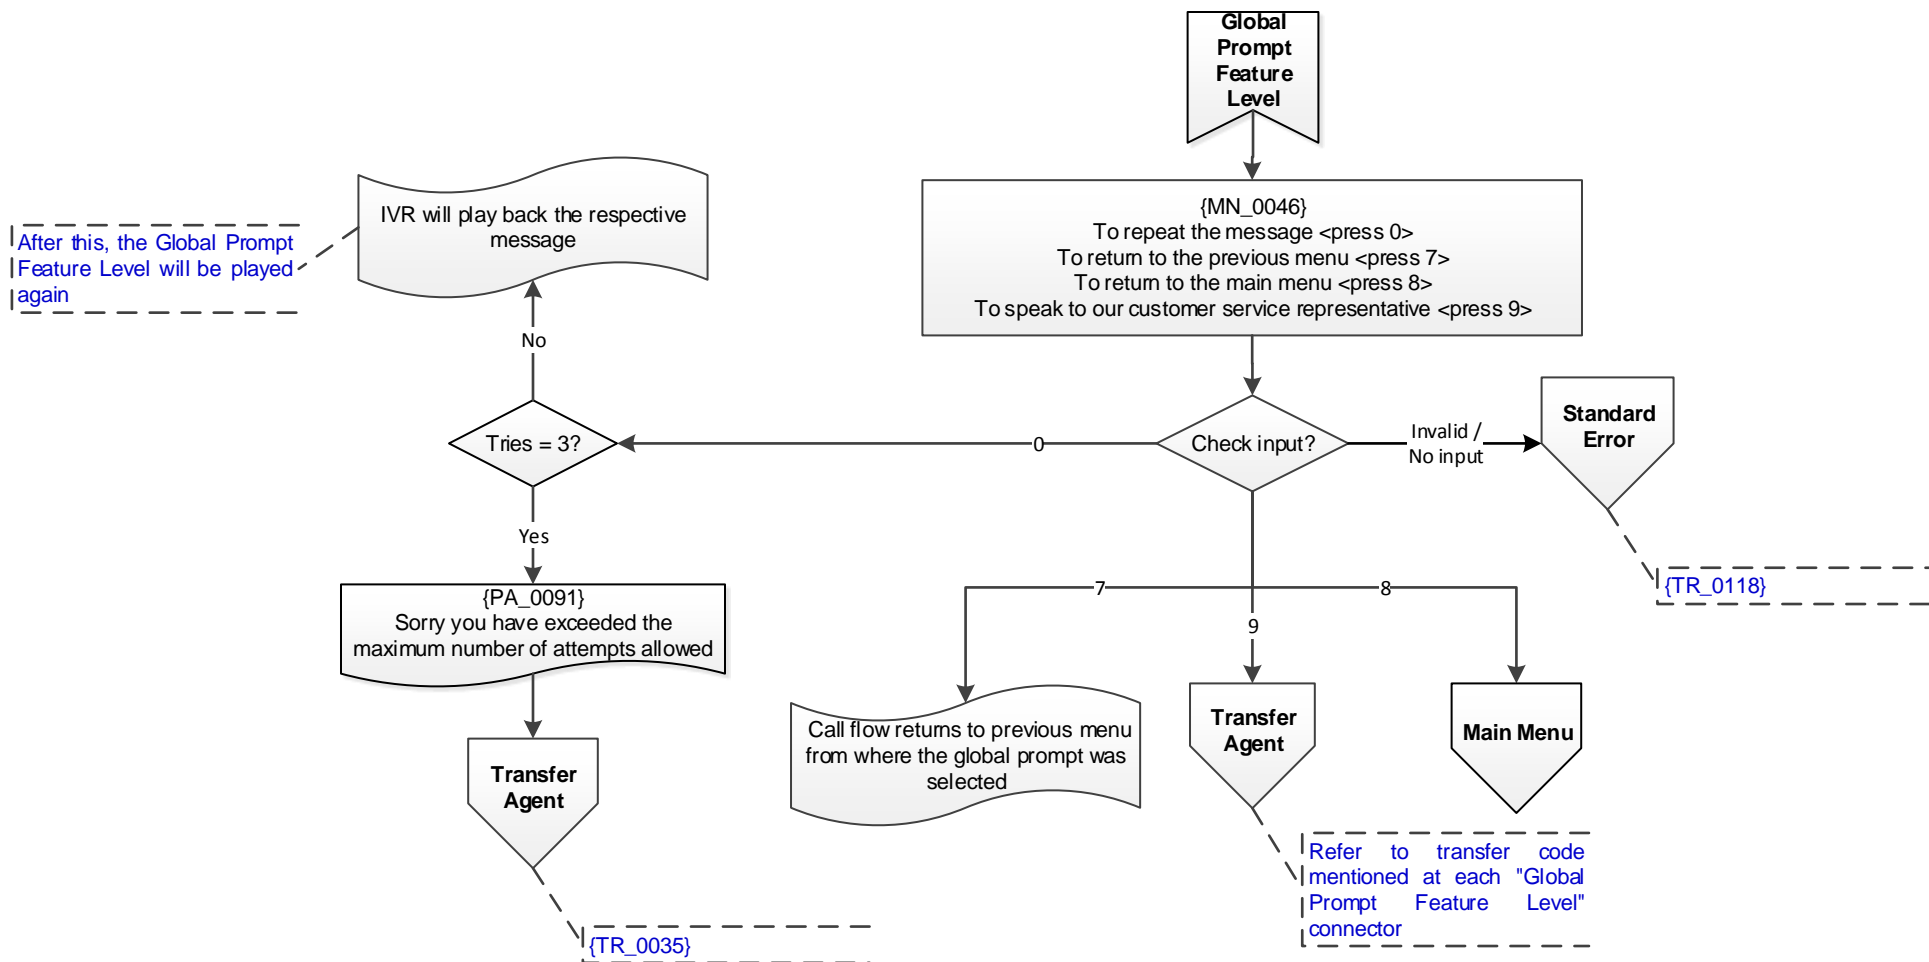 Global
Prompt
Feature
Level
{MN_0046}
To repeat the message <press 0>
To return to the previous menu <press 7>
To return to the main menu <press 8>
To speak to our customer service representative <press 9>
IVR will play back the respective
message
After this, the Global Prompt
Feature Level will be played
again
No
Tries = 3?
0
Check input?
Invalid /
No input
Standard
Error
{TR_0118}
Yes
{PA_0091}
Sorry you have exceeded the
maximum number of attempts allowed
Transfer
Agent
{TR_0035}
7
9
8
Call flow returns to previous menu
from where the global prompt was
selected
Transfer
Agent
Main Menu
Refer to transfer code
mentioned at each "Global
Prompt Feature Level"
connector